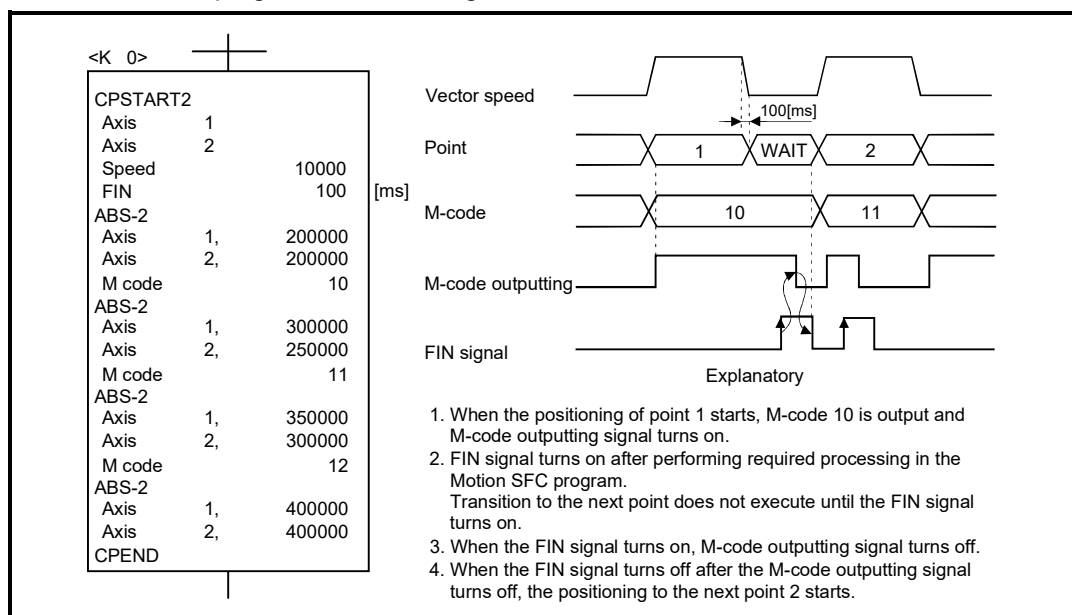 <K 0>
CPSTART2
Axis 1
Axis 2
Speed 10000
FIN 100 [ms]
ABS-2
Axis 1, 200000
Axis 2, 200000
M code 10
ABS-2
Axis 1, 300000
Axis 2, 250000
M code 11
ABS-2
Axis 1, 350000
Axis 2, 300000
M code 12
ABS-2
Axis 1, 400000
Axis 2, 400000
CPEND
Vector speed
100[ms]
Point 1 WAIT 2
M-code 10 11
M-code outputting
FIN signal
Explanatory
1. When the positioning of point 1 starts, M-code 10 is output and
M-code outputting signal turns on.
2. FIN signal turns on after performing required processing in the
Motion SFC program.
Transition to the next point does not execute until the FIN signal
turns on.
3. When the FIN signal turns on, M-code outputting signal turns off.
4. When the FIN signal turns off after the M-code outputting signal
turns off, the positioning to the next point 2 starts.